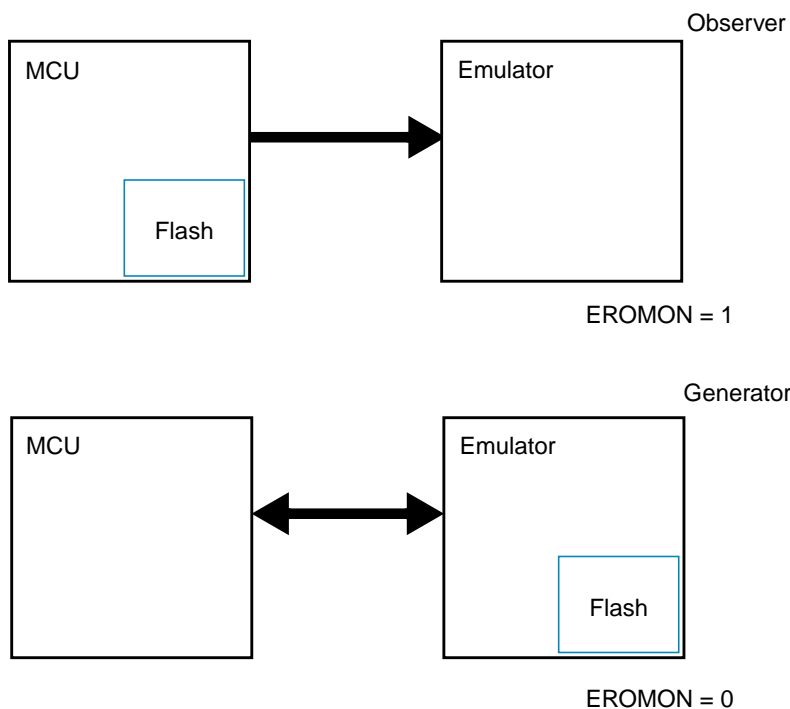 Observer
MCU
Emulator
Flash
EROMON = 1
Generator
MCU
Emulator
Flash
EROMON = 0